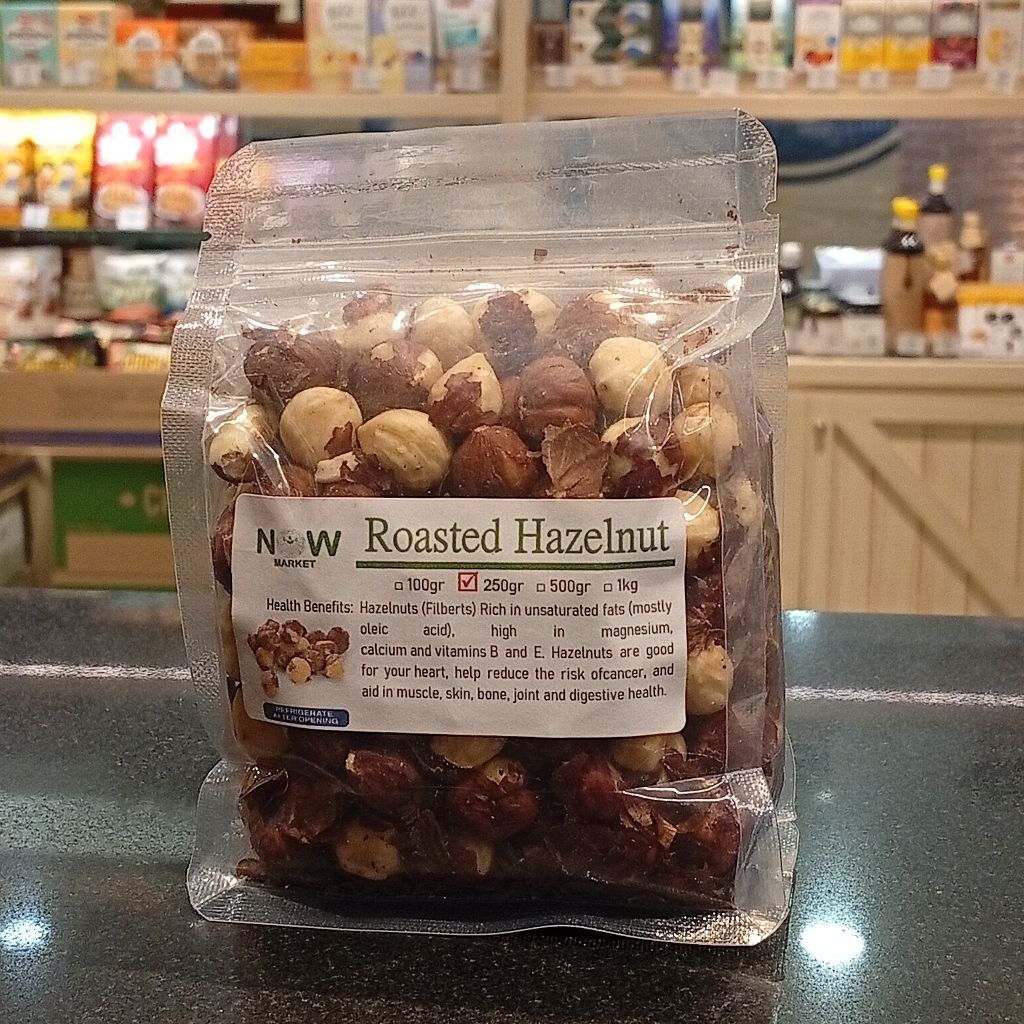 NOW
MARKET
Roasted Hazelnut
□ 100gr ☑ 250gr □ 500gr □ 1kg
Health Benefits: Hazelnuts (Filberts) Rich in unsaturated fats (mostly
oleic acid), high in magnesium,
calcium and vitamins B and E. Hazelnuts are good
for your heart, help reduce the risk ofcancer, and
aid in muscle, skin, bone, joint and digestive health.
REFRIGERATE
AFTER OPENING